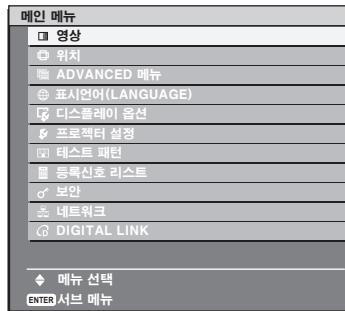 메인 메뉴
영상
위치
ADVANCED 메뉴
표시언어(LANGUAGE)
디스플레이 옵션
프로젝터 설정
테스트 패턴
등록신호 리스트
보안
네트워크
DIGITAL LINK
메뉴 선택
ENTER 서브 메뉴